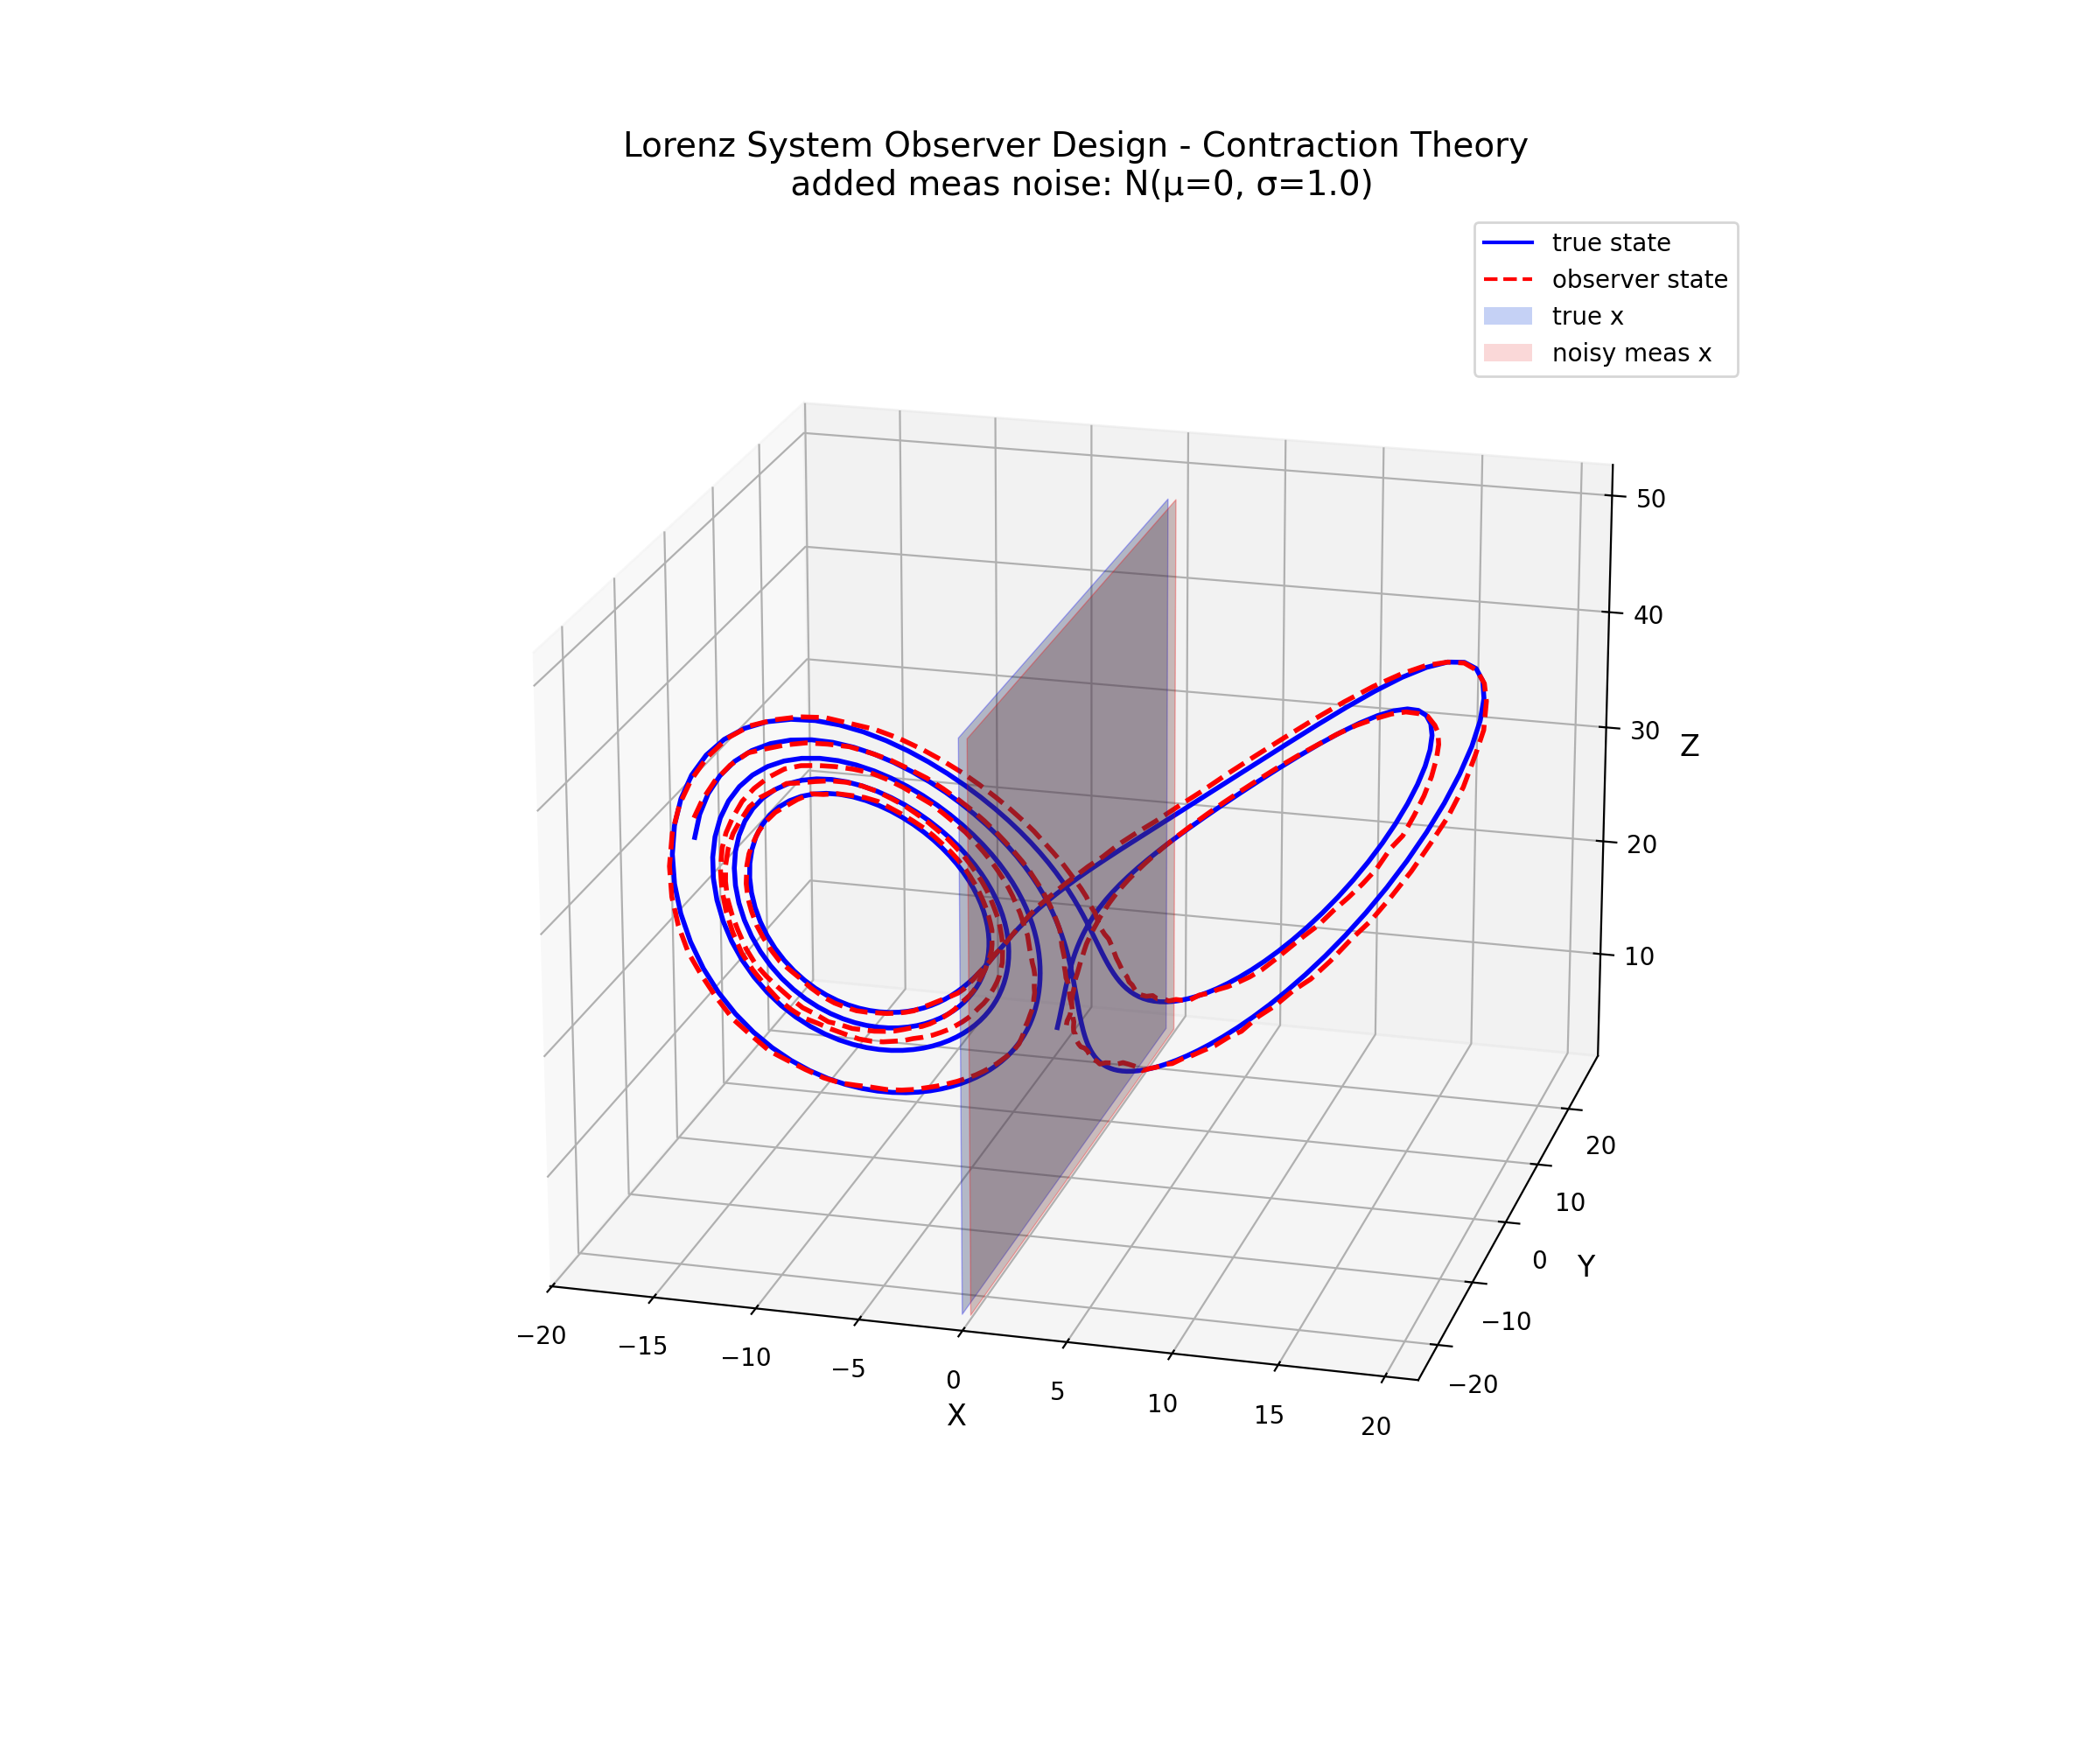 Lorenz System Observer Design - Contraction Theory
added meas noise: N(μ=0, σ=1.0)
true state
observer state
true x
noisy meas x
50
40
30
20
10
Z
20
10
0
−10
−20
Y
−20
−15
−10
−5
0
5
10
15
20
X